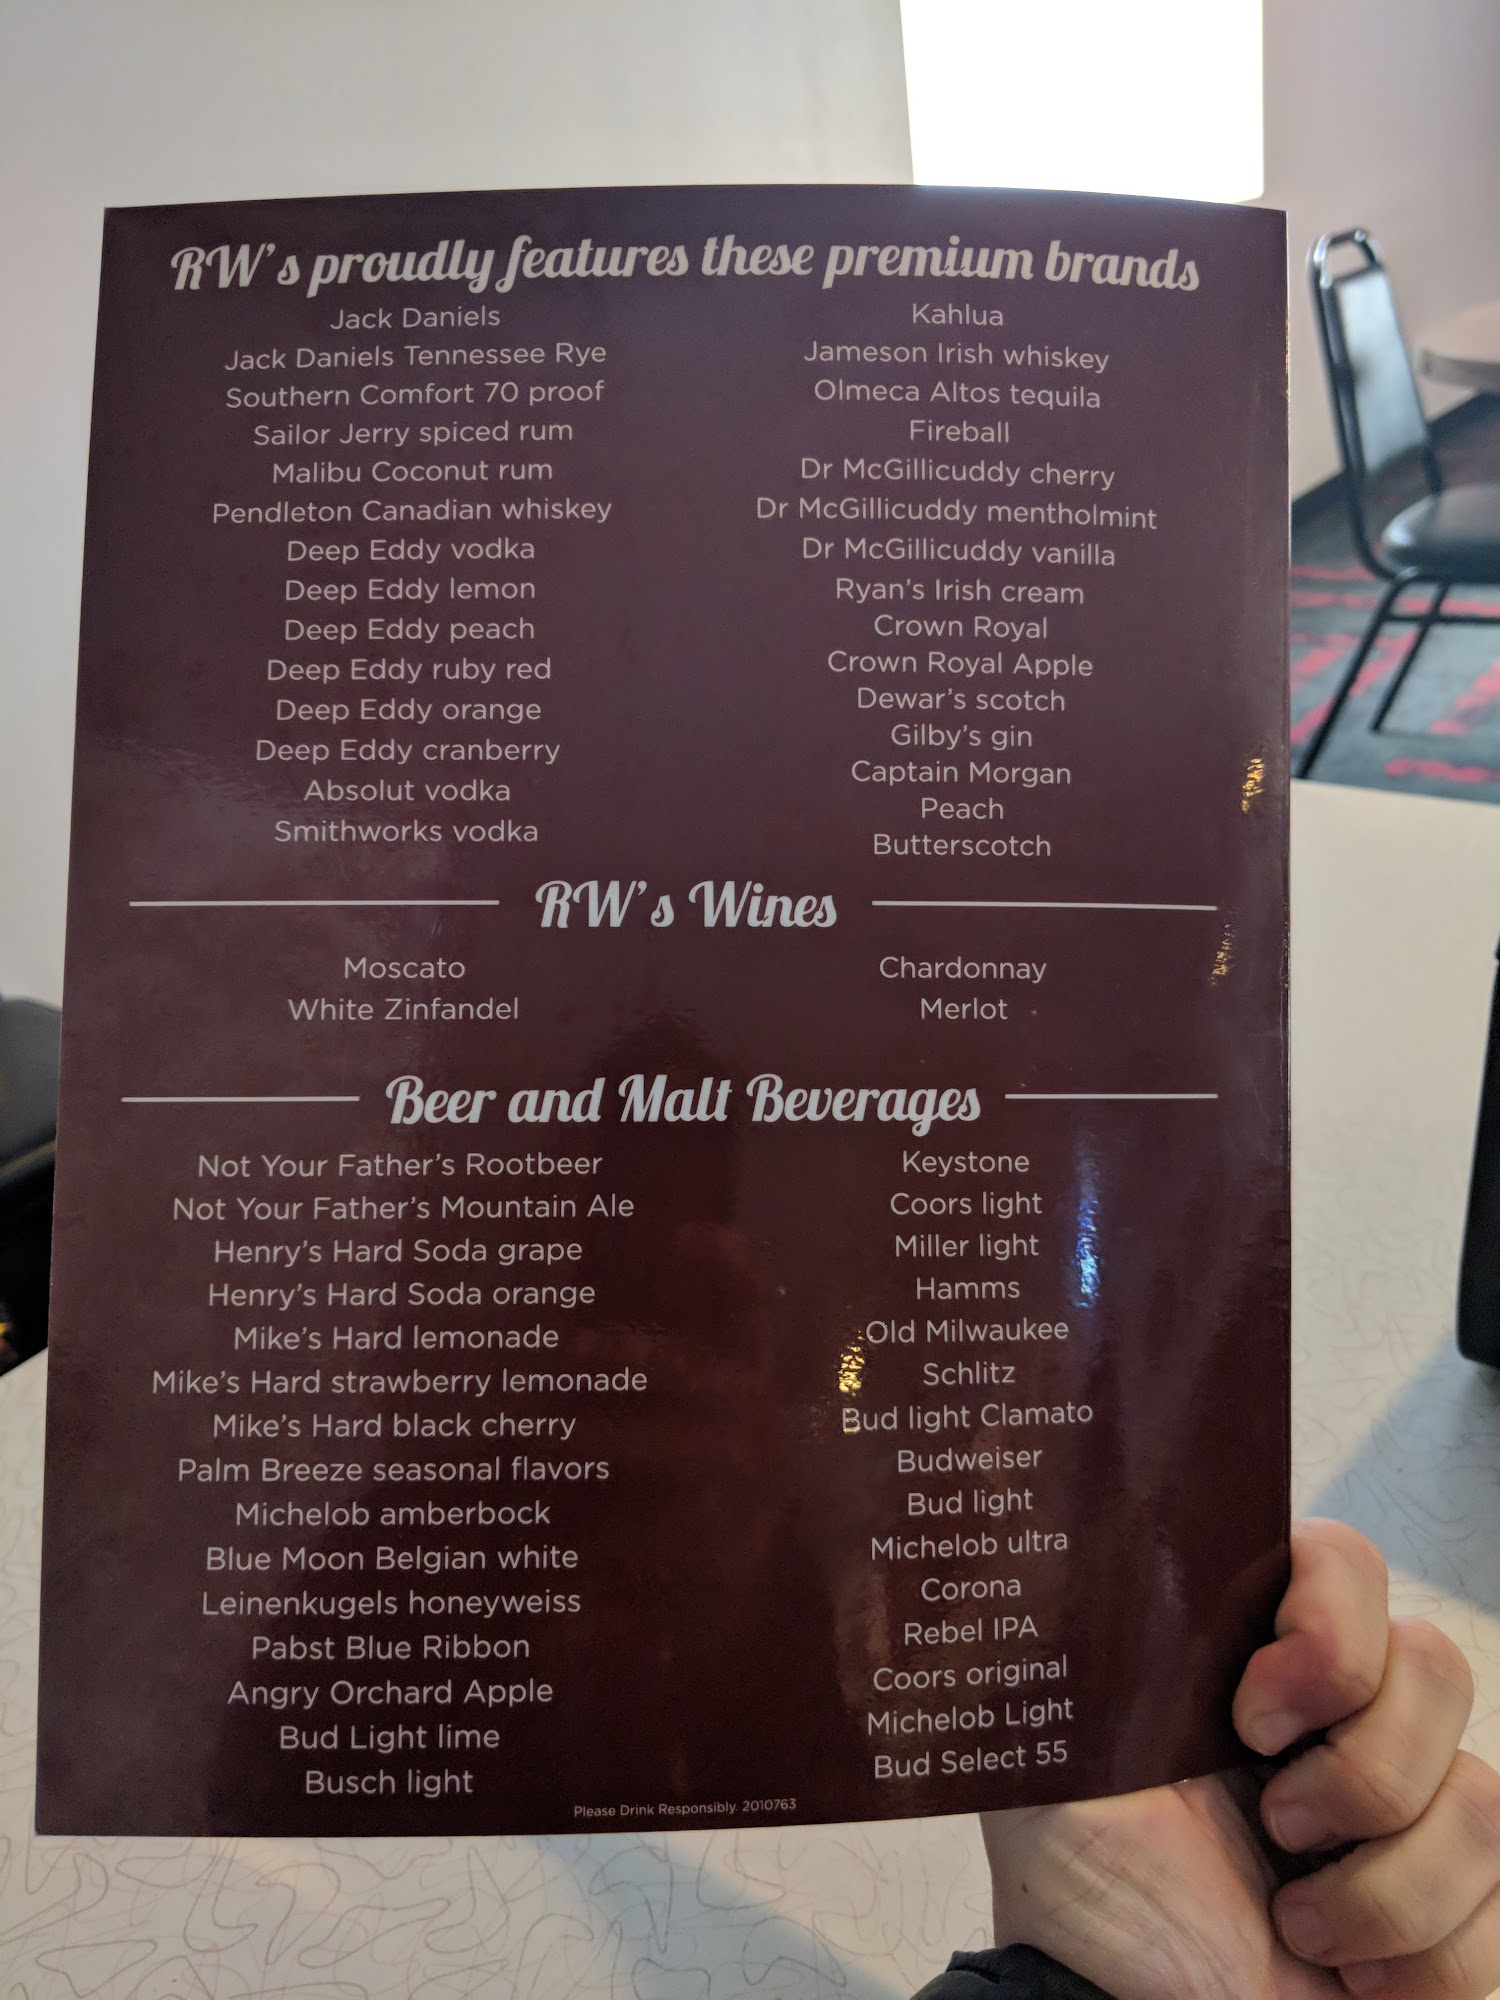 RW's proudly features these premium brands
Jack Daniels
Jack Daniels Tennessee Rye
Southern Comfort 70 proof
Sailor Jerry spiced rum
Malibu Coconut rum
Pendleton Canadian whiskey
Deep Eddy vodka
Deep Eddy lemon
Deep Eddy peach
Deep Eddy ruby red
Deep Eddy orange
Deep Eddy cranberry
Absolut vodka
Smithworks vodka
Kahlua
Jameson Irish whiskey
Olmeca Altos tequila
Fireball
Dr McGillicuddy cherry
Dr McGillicuddy mentholmint
Dr McGillicuddy vanilla
Ryan's Irish cream
Crown Royal
Crown Royal Apple
Dewar's scotch
Gilby's gin
Captain Morgan
Peach
Butterscotch
RW's Wines
Moscato
White Zinfandel
Chardonnay
Merlot
Beer and Malt Beverages
Not Your Father's Rootbeer
Not Your Father's Mountain Ale
Henry's Hard Soda grape
Henry's Hard Soda orange
Mike's Hard lemonade
Mike's Hard strawberry lemonade
Mike's Hard black cherry
Palm Breeze seasonal flavors
Michelob amberbock
Blue Moon Belgian white
Leinenkugels honeyweiss
Pabst Blue Ribbon
Angry Orchard Apple
Bud Light lime
Busch light
Keystone
Coors light
Miller light
Hamms
Old Milwaukee
Schlitz
Bud light Clamato
Budweiser
Bud light
Michelob ultra
Corona
Rebel IPA
Coors original
Michelob Light
Bud Select 55
Please Drink Responsibly. 2010763